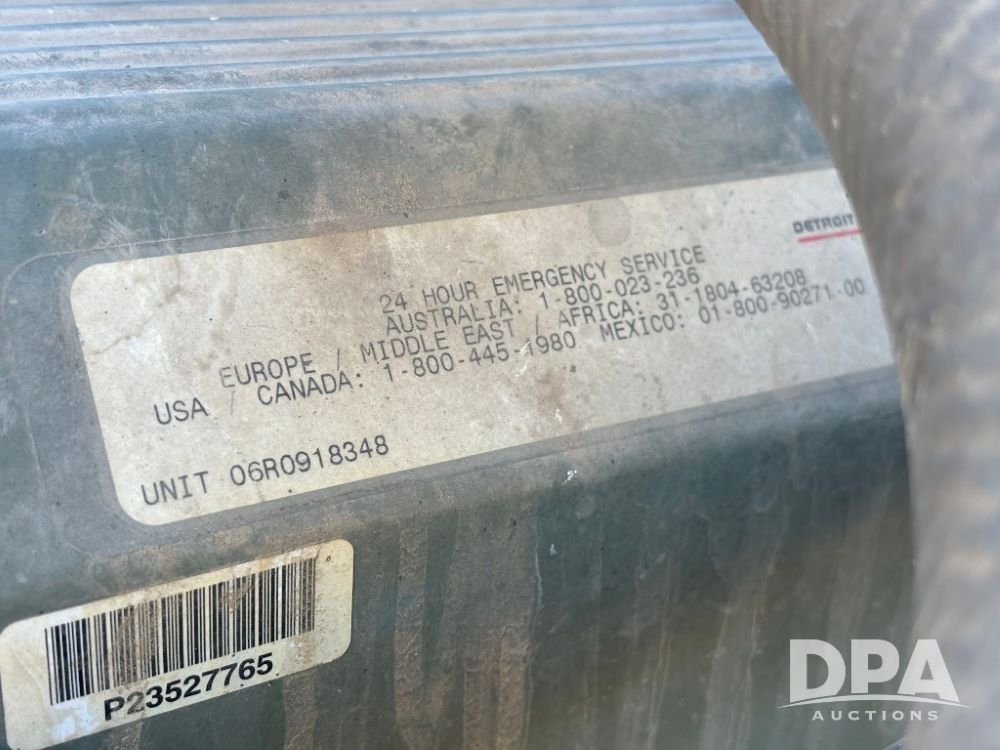 DETROIT
24 HOUR EMERGENCY SERVICE
AUSTRALIA: 1-800-023-236
EUROPE / MIDDLE EAST / AFRICA: 31-1804-63208
USA / CANADA: 1-800-445-1980 MEXICO: 01-800-90271-00
UNIT 06R0918348
P23527765
DPA
AUCTIONS